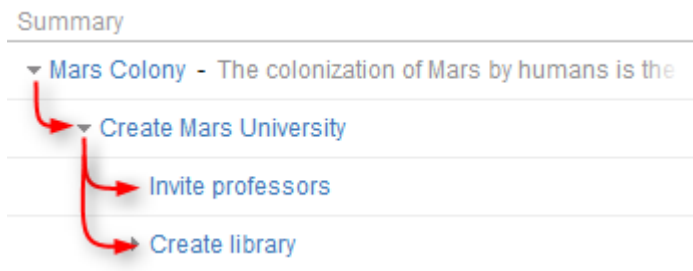 Summary
Mars Colony - The colonization of Mars by humans is the
Create Mars University
Invite professors
Create library